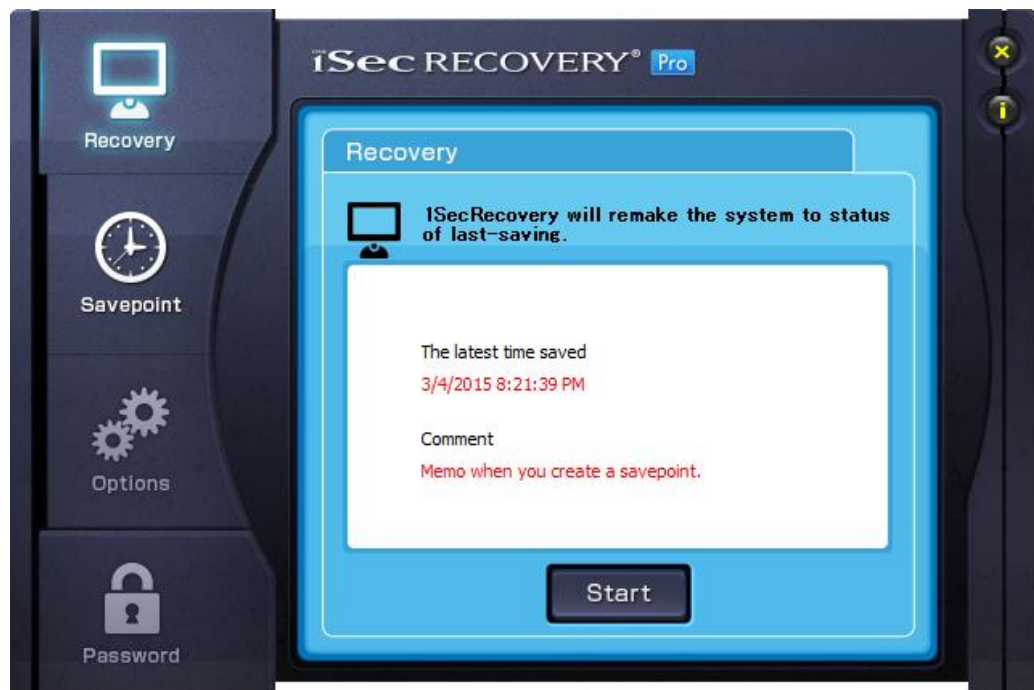 1Sec RECOVERY® Pro
Recovery
Savepoint
Options
Password
Recovery
1SecRecovery will remake the system to status
of last-saving.
The latest time saved
3/4/2015 8:21:39 PM
Comment
Memo when you create a savepoint.
Start